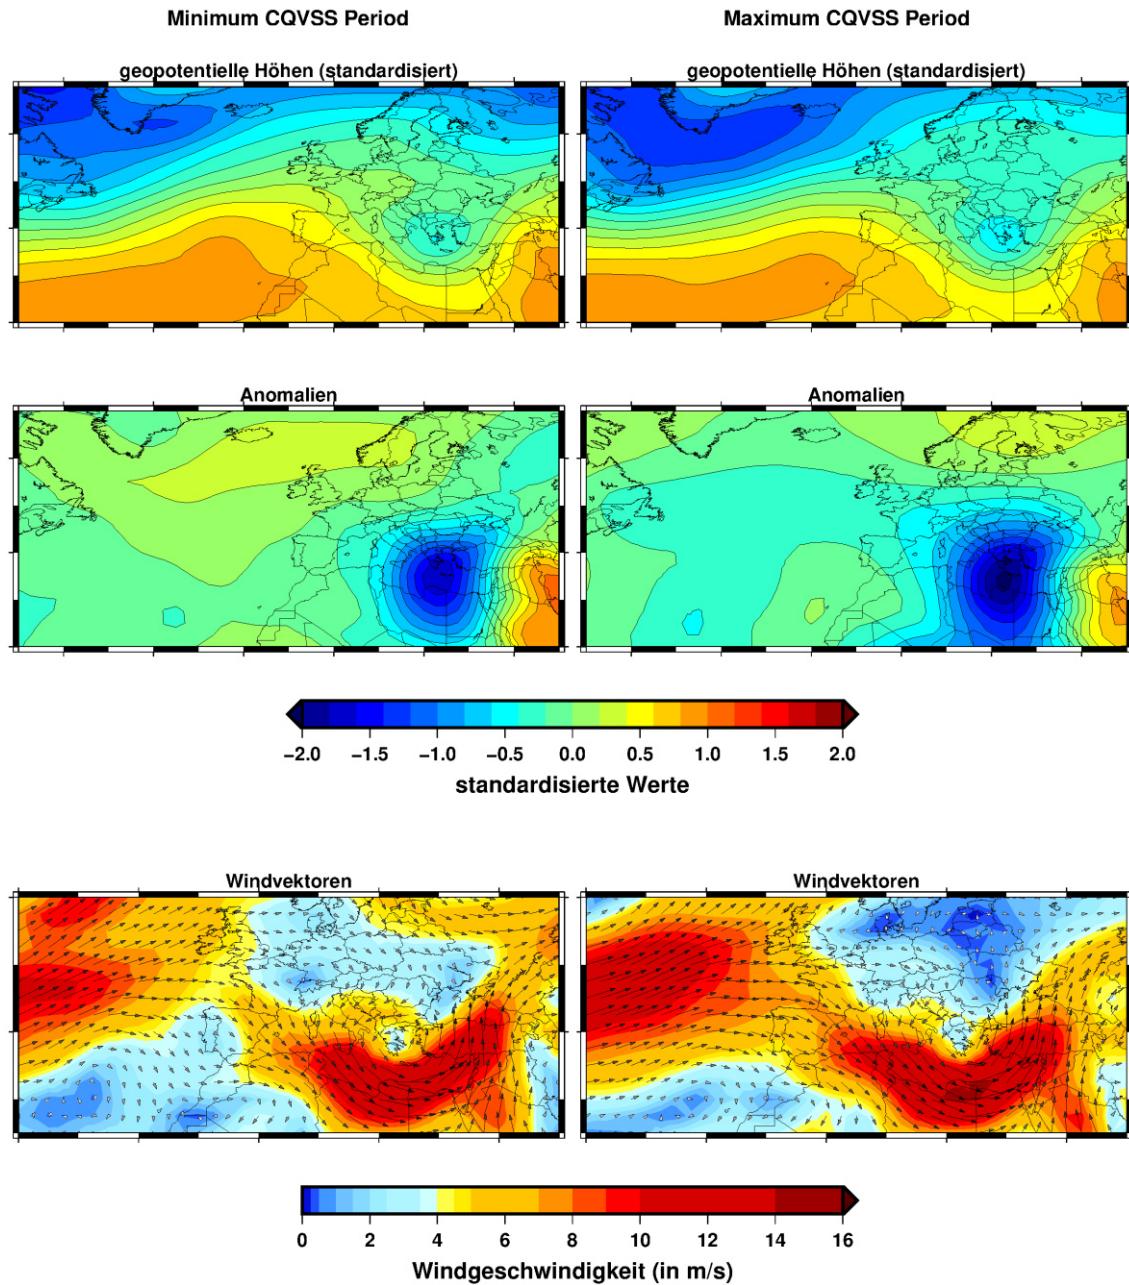 Minimum CQVSS Period
Maximum CQVSS Period
geopotentielle Höhen (standardisiert)
geopotentielle Höhen (standardisiert)
Anomalien
Anomalien
−2.0 −1.5 −1.0 −0.5 0.0 0.5 1.0 1.5 2.0
standardisierte Werte
Windvektoren
Windvektoren
0 2 4 6 8 10 12 14 16
Windgeschwindigkeit (in m/s)